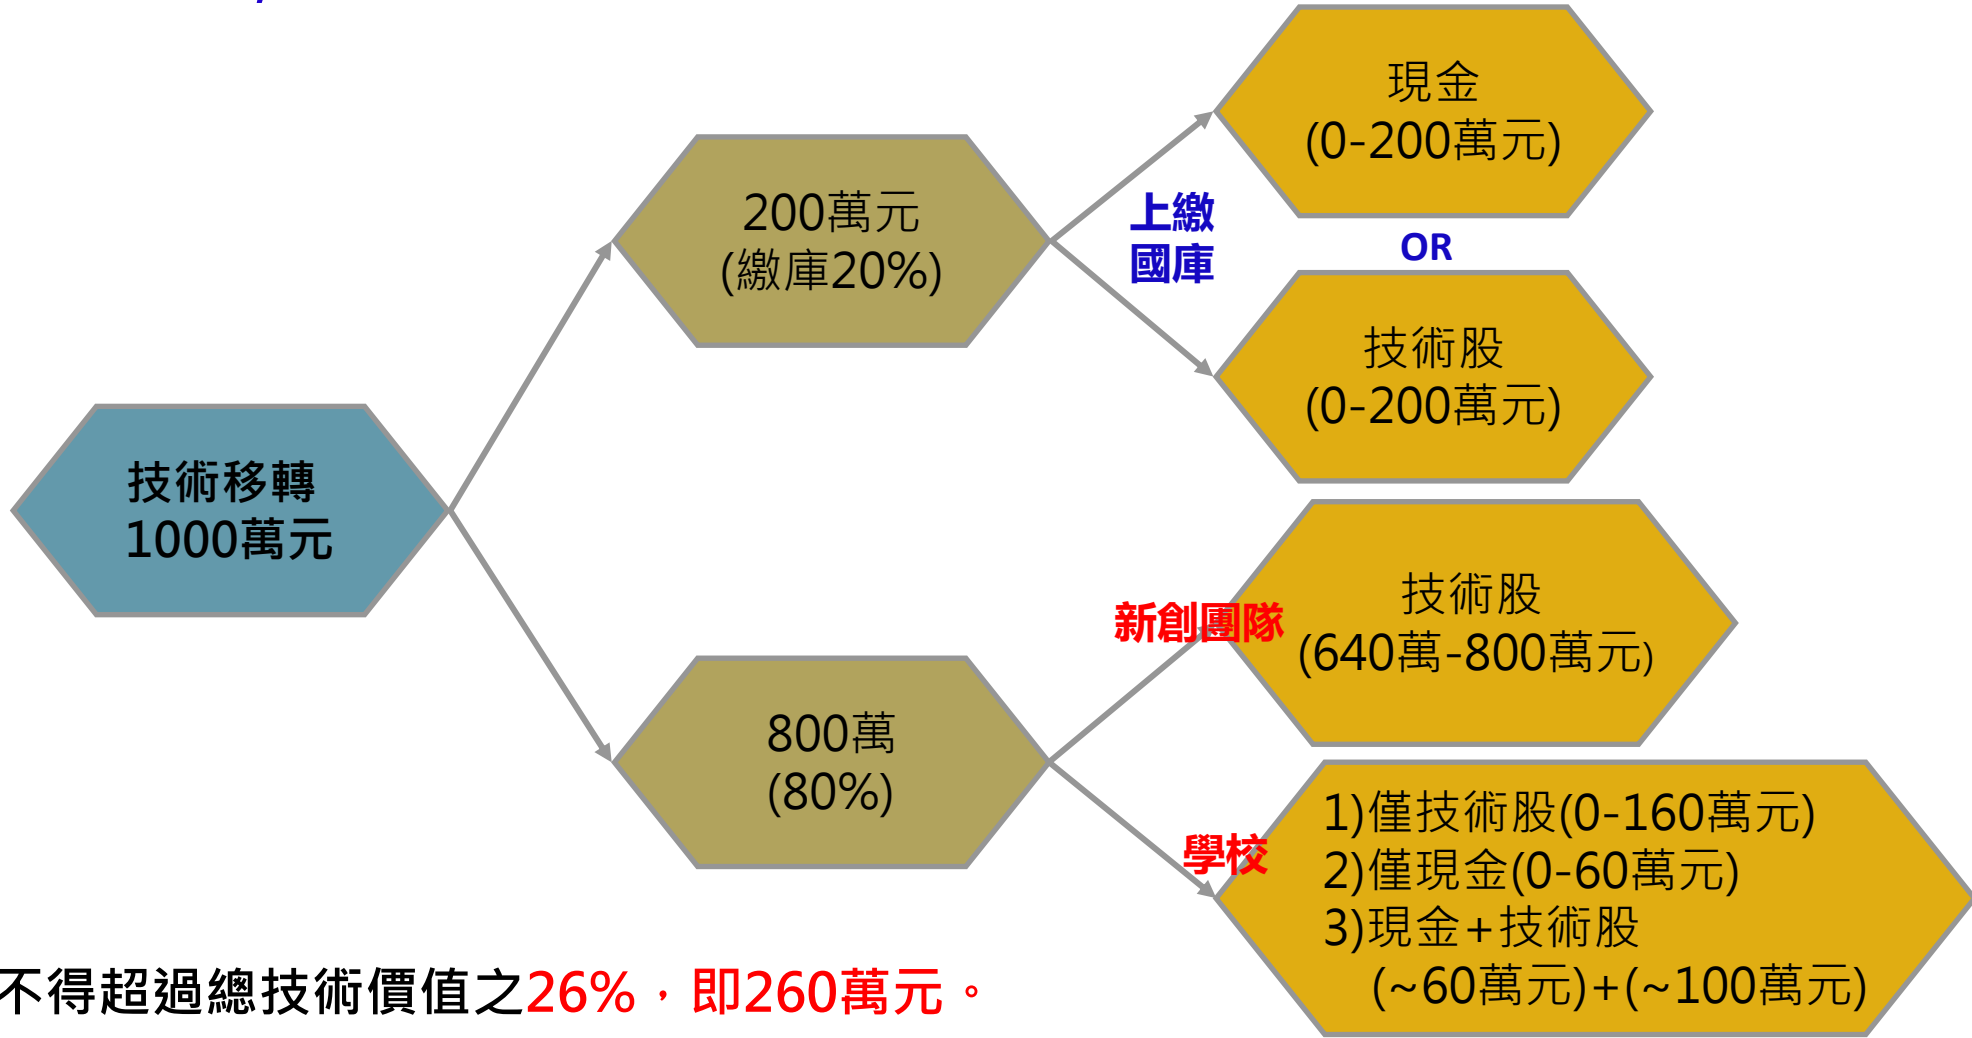 技術移轉
1000萬元
200萬元
(繳庫20%)
上繳
國庫
現金
(0-200萬元)
OR
技術股
(0-200萬元)
800萬
(80%)
新創團隊
技術股
(640萬-800萬元)
學校
1)僅技術股(0-160萬元)
2)僅現金(0-60萬元)
3)現金+技術股
(~60萬元)+(~100萬元)
不得超過總技術價值之26%，即260萬元。